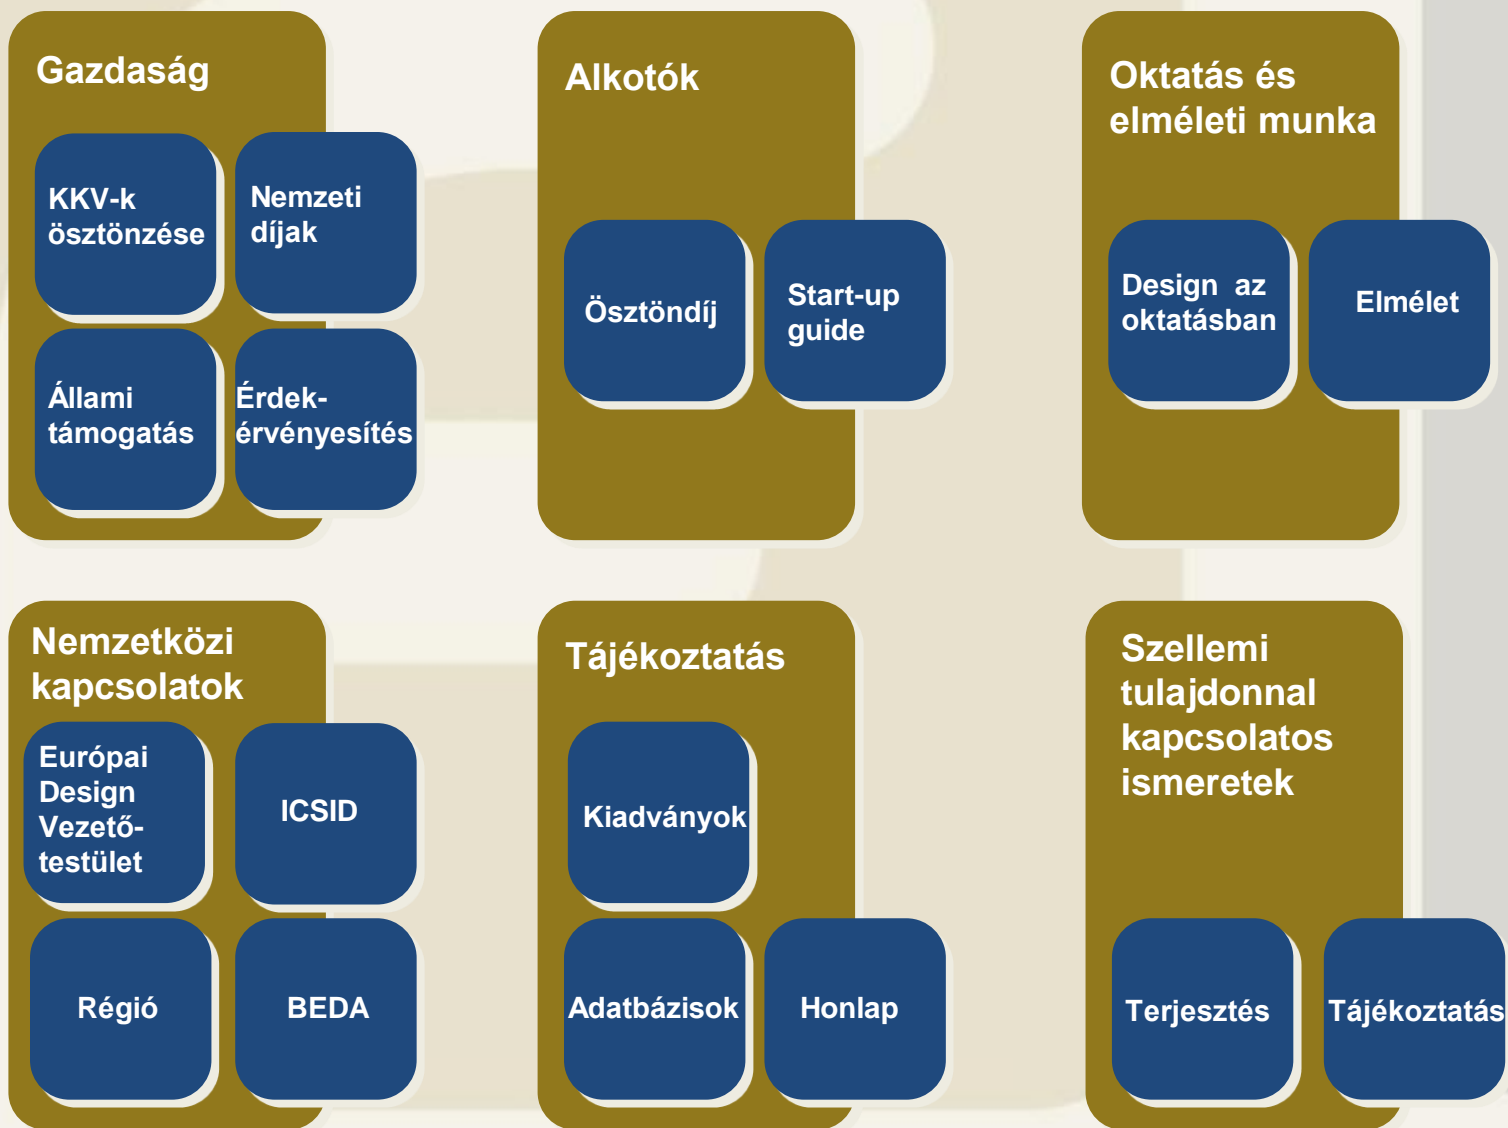 Gazdaság
KKV-k
ösztönzése
Nemzeti
díjak
Állami
támogatás
Érdek-
érvényesítés
Alkotók
Ösztöndíj
Start-up
guide
Oktatás és
elméleti munka
Design az
oktatásban
Elmélet
Nemzetközi
kapcsolatok
Európai
Design
Vezető-
testület
ICSID
Régió
BEDA
Tájékoztatás
Kiadványok
Adatbázisok
Honlap
Szellemi
tulajdonnal
kapcsolatos
ismeretek
Terjesztés
Tájékoztatás